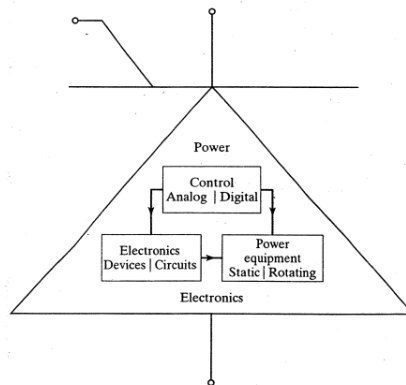 Power
Control
Analog | Digital
Electronics
Devices | Circuits
Power
equipment
Static | Rotating
Electronics